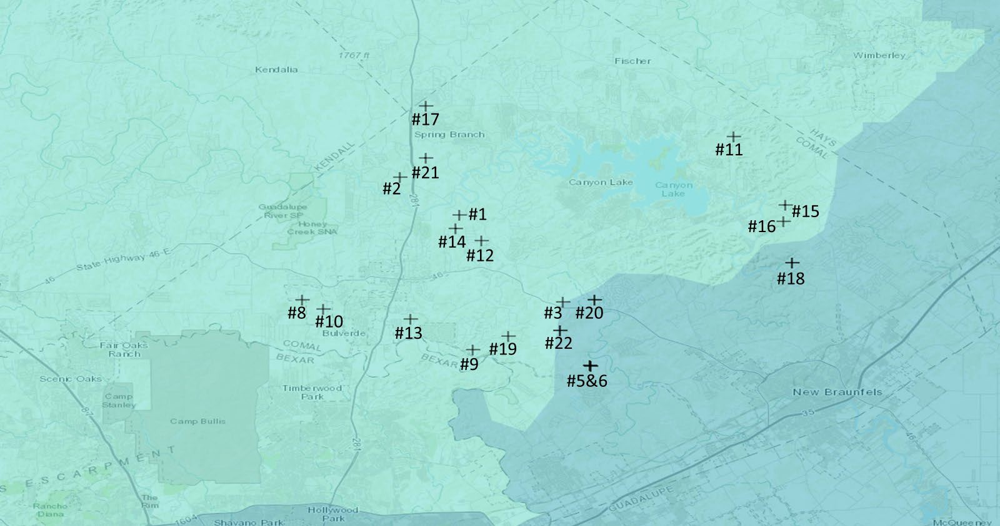 Wimberley
1767 ft
Fischer
Kendalia
#17
Spring Branch
HAYS
COMAL
#11
KENDALL
#21
#2
Canyon Lake
Canyon
Lake
281
Guadalupe
River SP
#1
#15
#16
Honey
Creek SNA
#14
#12
State-Highway-46-E
46
46
#18
#8
#10
#3
#20
Bulverde
#13
#22
COMAL
BEXAR
Fair Oaks
Ranch
#19
#9
BEXAR
Scenic Oaks
#5&6
Timberwood
Park
New Braunfels
Camp
Stanley
87
35
Camp Bullis
46
281
S ESCARPMENT
The
Rim
GUADALUPE
Rancho
Diana
Hollywood
Park
1604
Shavano Park
McQueeney